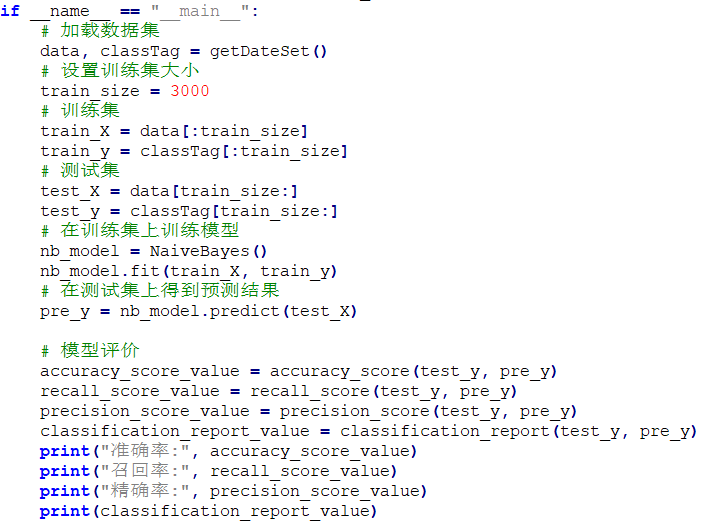 if __name__ == "__main__":
    # 加载数据集
    data, classTag = getDateSet()
    # 设置训练集大小
    train_size = 3000
    # 训练集
    train_X = data[:train_size]
    train_y = classTag[:train_size]
    # 测试集
    test_X = data[train_size:]
    test_y = classTag[train_size:]
    # 在训练集上训练模型
    nb_model = NaiveBayes()
    nb_model.fit(train_X, train_y)
    # 在测试集上得到预测结果
    pre_y = nb_model.predict(test_X)

    # 模型评价
    accuracy_score_value = accuracy_score(test_y, pre_y)
    recall_score_value = recall_score(test_y, pre_y)
    precision_score_value = precision_score(test_y, pre_y)
    classification_report_value = classification_report(test_y, pre_y)
    print("准确率:", accuracy_score_value)
    print("召回率:", recall_score_value)
    print("精确率:", precision_score_value)
    print(classification_report_value)